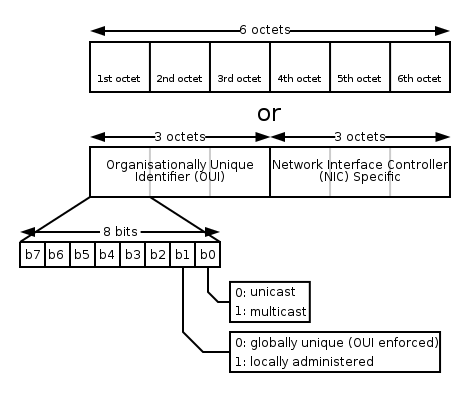 6 octets
1st octet 2nd octet 3rd octet 4th octet 5th octet 6th octet
or
3 octets 3 octets
Organisationally Unique
Identifier (OUI)
Network Interface Controller
(NIC) Specific
8 bits
b7 b6 b5 b4 b3 b2 b1 b0
0: unicast
1: multicast
0: globally unique (OUI enforced)
1: locally administered